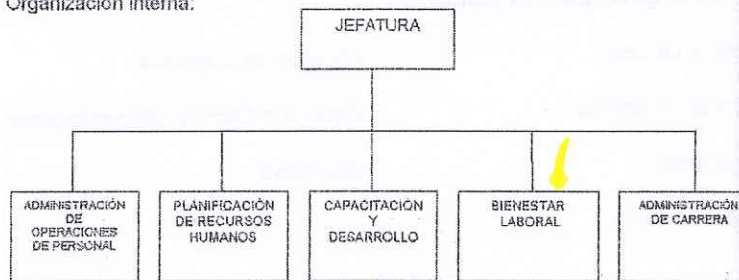 Organización interna:
JEFATURA
ADMINISTRACIÓN
DE
OPERACIONES
DE PERSONAL
PLANIFICACIÓN
DE RECURSOS
HUMANOS
CAPACITACIÓN
Y
DESARROLLO
BIENESTAR
LABORAL
ADMINISTRACIÓN
DE CARRERA